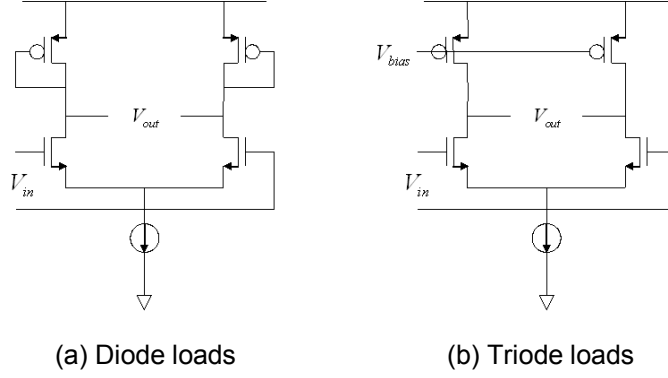 V_bias
V_out
V_out
V_in
V_in
(a) Diode loads
(b) Triode loads